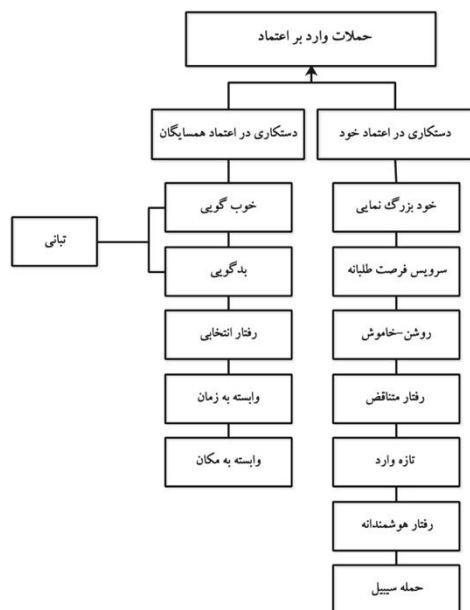 حملات وارد بر اعتماد
دستکاری در اعتماد خود
دستکاری در اعتماد همسایگان
خود بزرگ نمایی
خوب گویی
تبانی
سرویس فرصت طلبانه
بدگویی
روشن-خاموش
رفتار انتخابی
رفتار متناقض
وابسته به زمان
تازه وارد
وابسته به مکان
رفتار هوشمندانه
حمله سیبیل